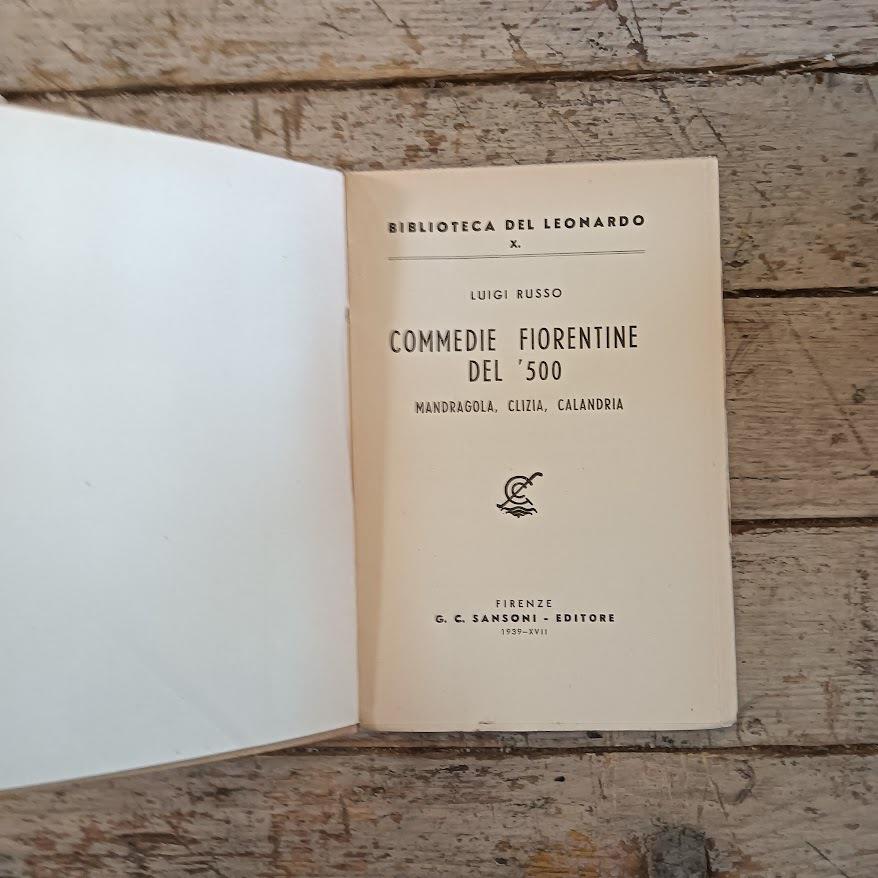 BIBLIOTECA DEL LEONARDO
X.
LUIGI RUSSO
COMMEDIE FIORENTINE
DEL '500
MANDRAGOLA, CLIZIA, CALANDRIA
FIRENZE
G. C. SANSONI - EDITORE
1939-XVII